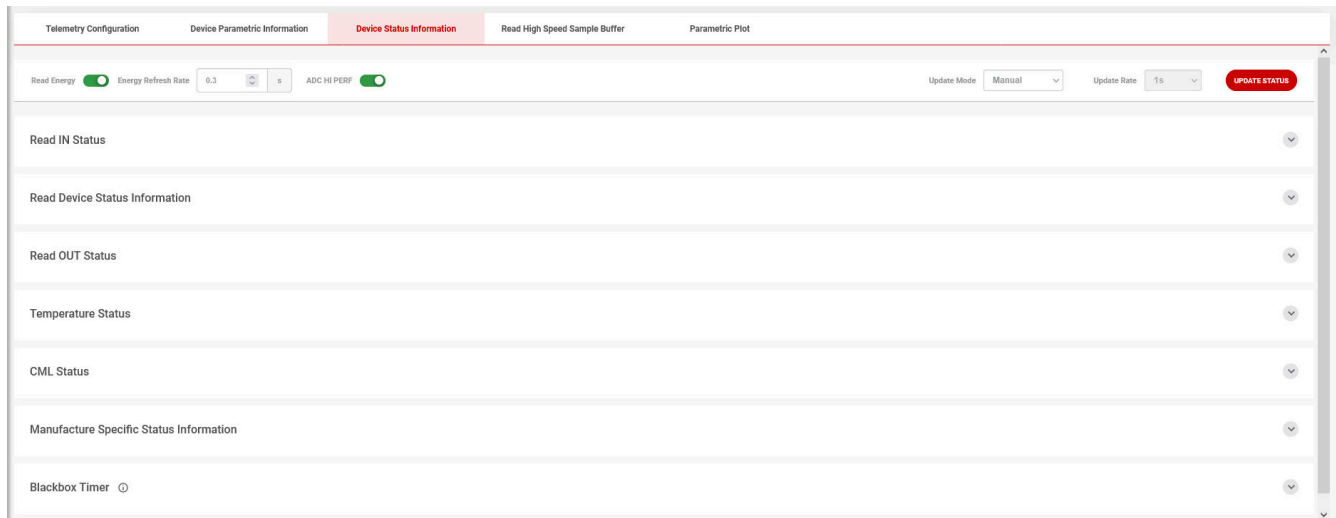 Telemetry Configuration Device Parametric Information Device Status Information Read High Speed Sample Buffer Parametric Plot
Read Energy Energy Refresh Rate 0.3 s ADC HI PERF Update Mode Manual Update Rate 1s UPDATE STATUS
Read IN Status
Read Device Status Information
Read OUT Status
Temperature Status
CML Status
Manufacture Specific Status Information
Blackbox Timer